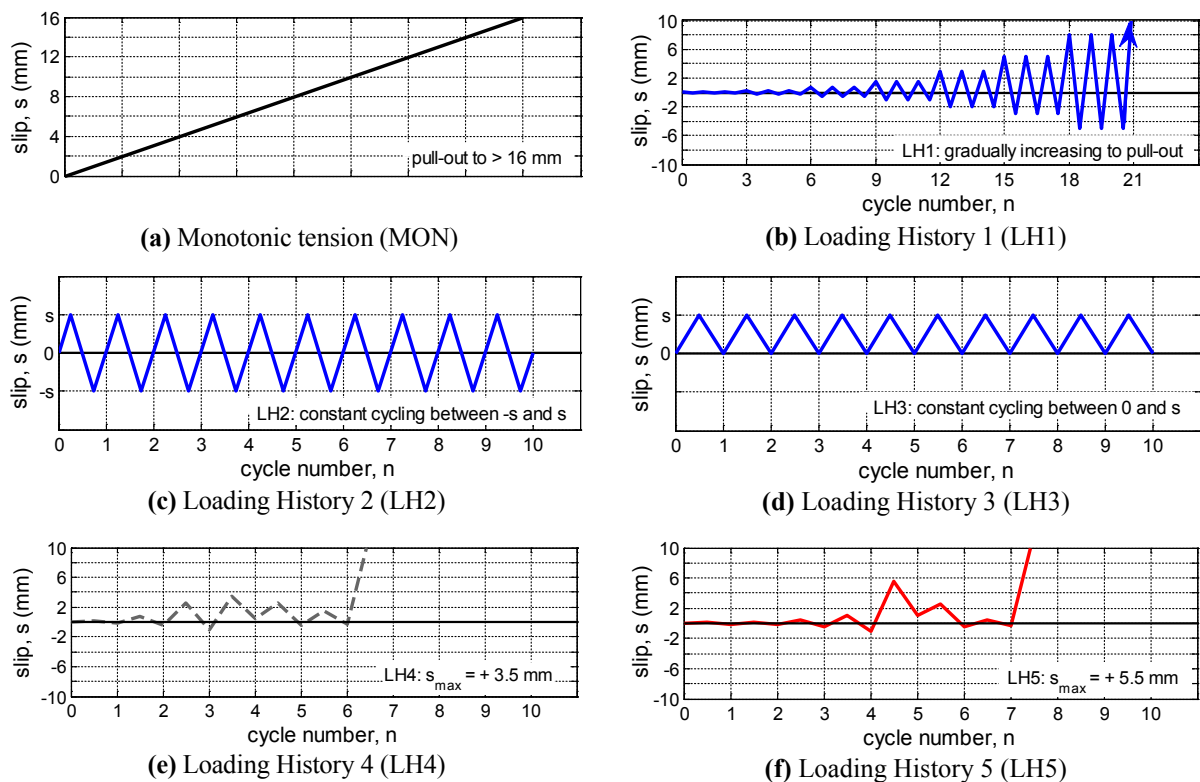 16
12
8
4
0
slip, s (mm)
pull-out to > 16 mm
(a) Monotonic tension (MON)
10
6
2
-2
-6
-10
slip, s (mm)
LH1: gradually increasing to pull-out
0 3 6 9 12 15 18 21
cycle number, n
(b) Loading History 1 (LH1)
s
0
-s
slip, s (mm)
LH2: constant cycling between -s and s
0 1 2 3 4 5 6 7 8 9 10
cycle number, n
(c) Loading History 2 (LH2)
s
0
slip, s (mm)
LH3: constant cycling between 0 and s
0 1 2 3 4 5 6 7 8 9 10
cycle number, n
(d) Loading History 3 (LH3)
10
6
2
-2
-6
-10
slip, s (mm)
LH4: smax = + 3.5 mm
0 1 2 3 4 5 6 7 8 9 10
cycle number, n
(e) Loading History 4 (LH4)
10
6
2
-2
-6
-10
slip, s (mm)
LH5: smax = + 5.5 mm
0 1 2 3 4 5 6 7 8 9 10
cycle number, n
(f) Loading History 5 (LH5)